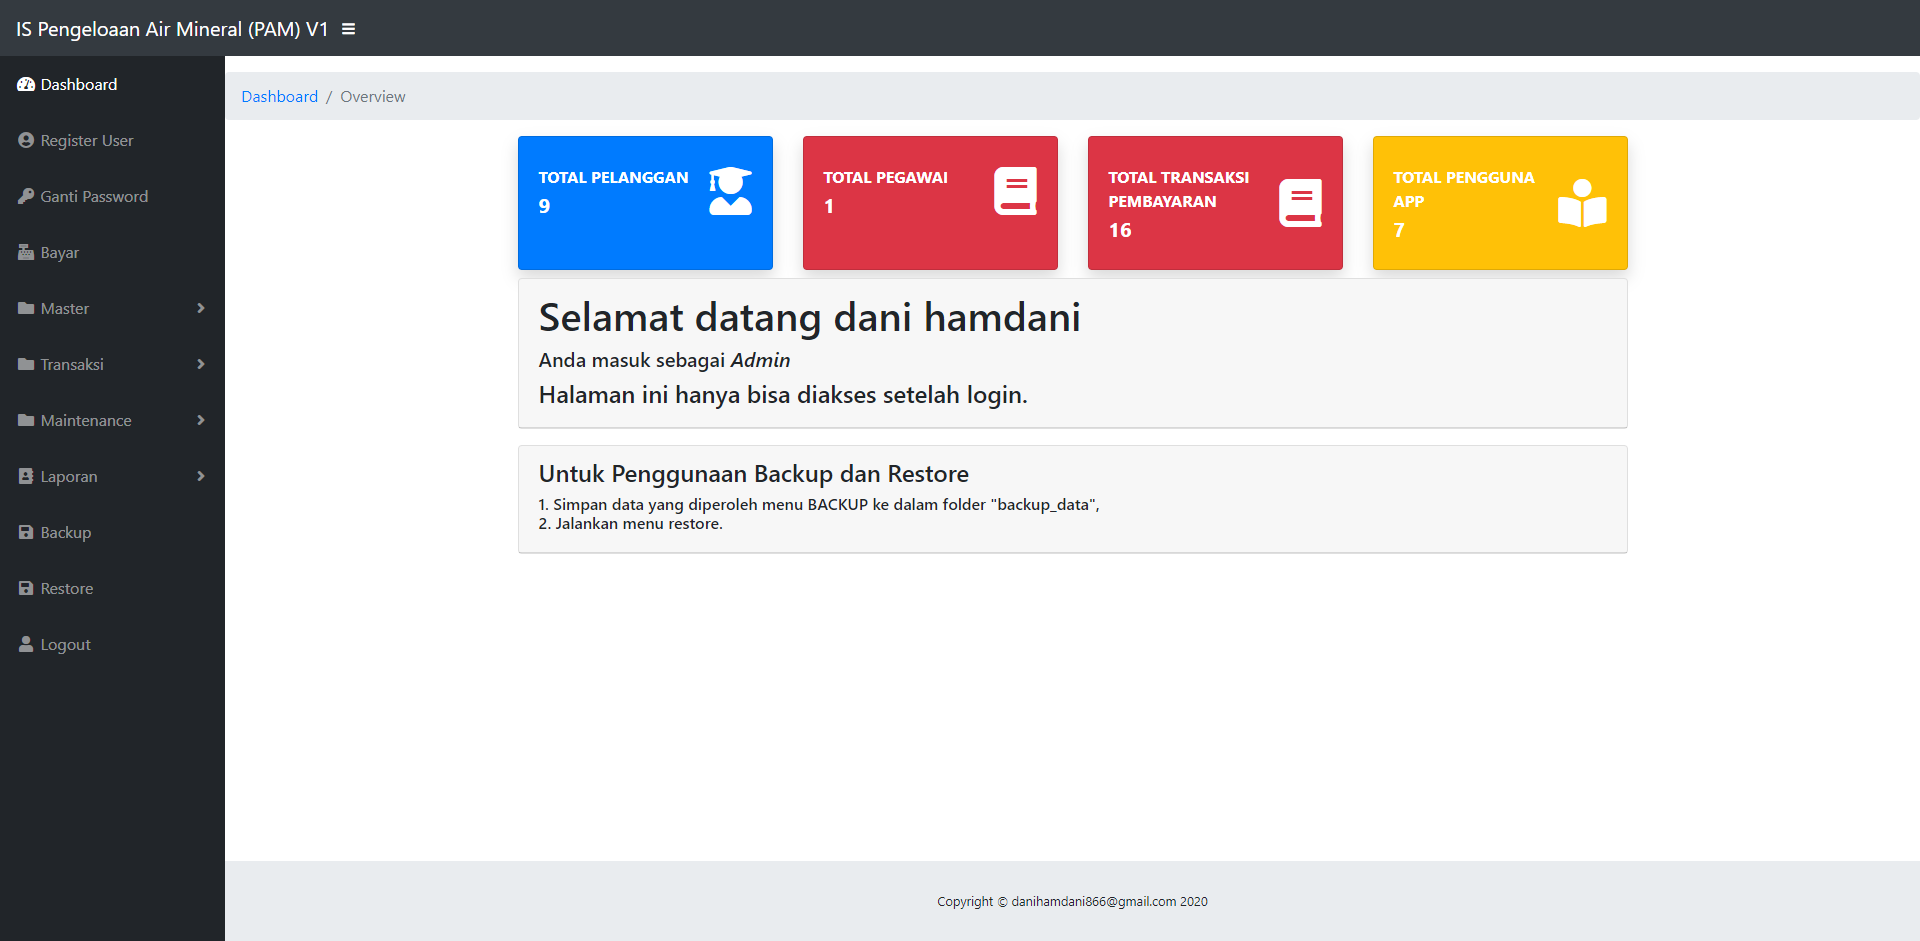 IS Pengeloaan Air Mineral (PAM) V1
Dashboard
Register User
Ganti Password
Bayar
Master
Transaksi
Maintenance
Laporan
Backup
Restore
Logout
Dashboard / Overview
TOTAL PELANGGAN
9
TOTAL PEGAWAI
1
TOTAL TRANSAKSI
PEMBAYARAN
16
TOTAL PENGGUNA
APP
7
Selamat datang dani hamdani
Anda masuk sebagai Admin
Halaman ini hanya bisa diakses setelah login.
Untuk Penggunaan Backup dan Restore
1. Simpan data yang diperoleh menu BACKUP ke dalam folder "backup_data",
2. Jalankan menu restore.
Copyright © danihamdani866@gmail.com 2020